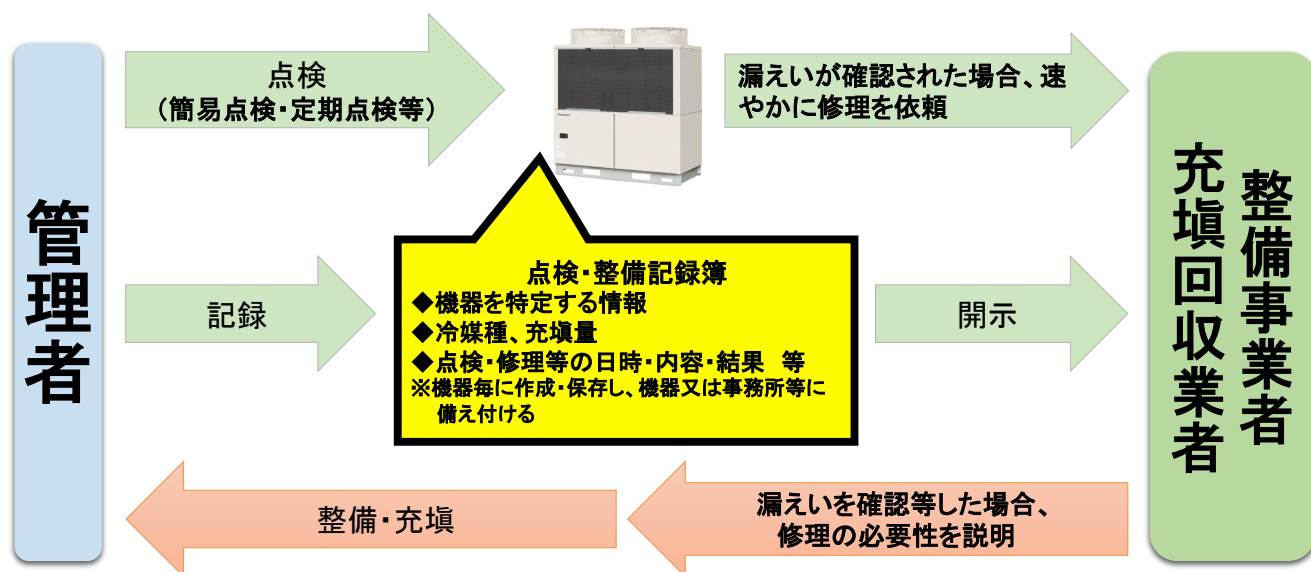 管理者
点検
（簡易点検・定期点検等）
漏えいが確認された場合、速
やかに修理を依頼
整備事業者
充塡回収業者
記録
点検・整備記録簿
◆機器を特定する情報
◆冷媒種、充塡量
◆点検・修理等の日時・内容・結果　等
※機器毎に作成・保存し、機器又は事務所等に
備え付ける
開示
整備・充塡
漏えいを確認等した場合、
修理の必要性を説明